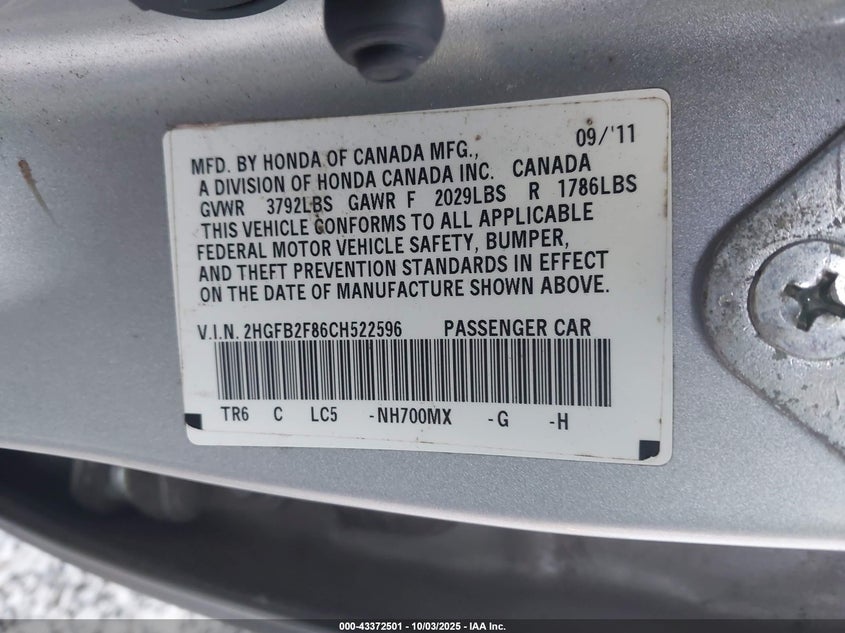 09/'11
MFD. BY HONDA OF CANADA MFG.,
A DIVISION OF HONDA CANADA INC. CANADA
GVWR 3792LBS GAWR F 2029LBS R 1786LBS
THIS VEHICLE CONFORMS TO ALL APPLICABLE
FEDERAL MOTOR VEHICLE SAFETY, BUMPER,
AND THEFT PREVENTION STANDARDS IN EFFECT
ON THE DATE OF MANUFACTURE SHOWN ABOVE.
V.I.N. 2HGFB2F86CH522596 PASSENGER CAR
TR6 C LC5 -NH700MX -G -H
000-43372501 - 10/03/2025 - IAA Inc.